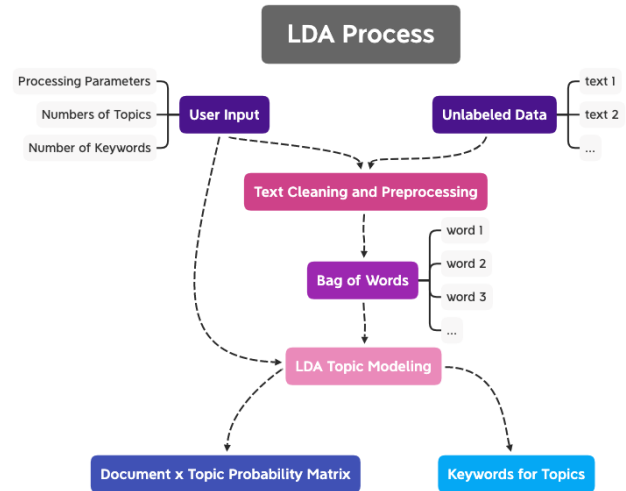 LDA Process
Processing Parameters
Numbers of Topics
Number of Keywords
User Input
Unlabeled Data
text 1
text 2
...
Text Cleaning and Preprocessing
Bag of Words
word 1
word 2
word 3
...
LDA Topic Modeling
Document x Topic Probability Matrix
Keywords for Topics